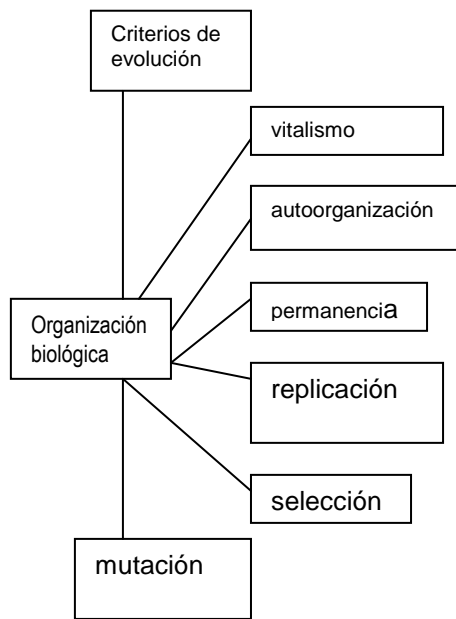 Criterios de
evolución
vitalismo
autoorganización
permanencia
Organización
biológica
replicación
selección
mutación